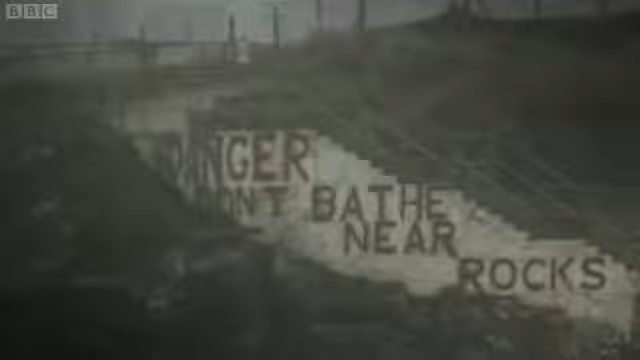 BBC
DANGER
DONT BATHE
NEAR
ROCKS